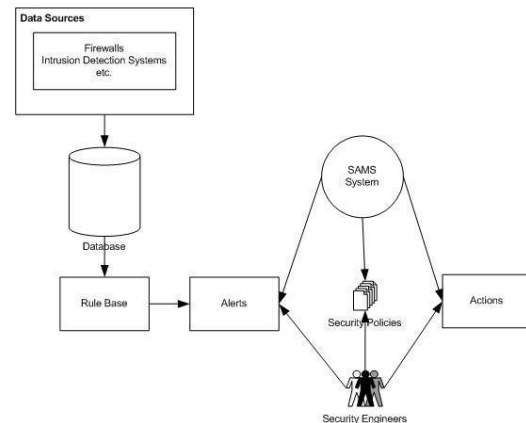 Data Sources
Firewalls
Intrusion Detection Systems
etc.
SAMS
System
Database
Rule Base
Alerts
Security Policies
Actions
Security Engineers